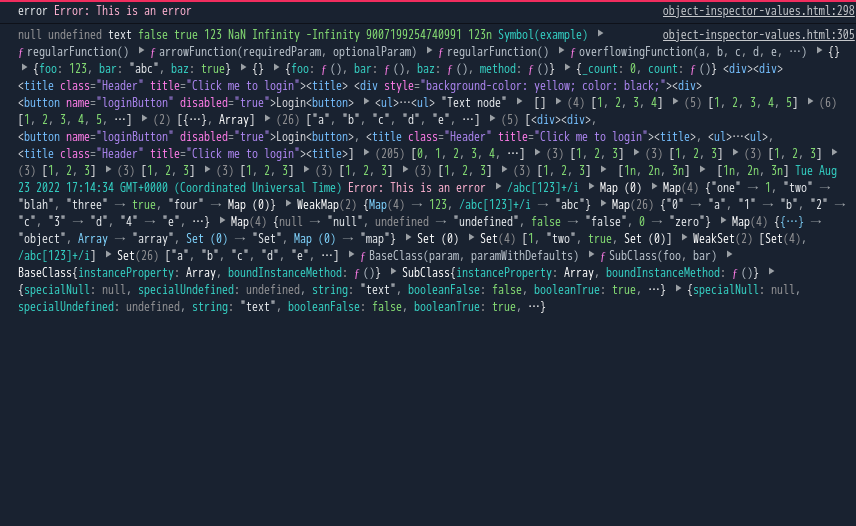 error Error: This is an error object-inspector-values.html:298
null undefined text false true 123 NaN Infinity -Infinity 9007199254740991 123n Symbol(example) ▶ object-inspector-values.html:305
ƒ regularFunction() ▶ ƒ arrowFunction(requiredParam, optionalParam) ▶ ƒ regularFunction() ▶ ƒ overflowingFunction(a, b, c, d, e, …) ▶ {}
▶ {foo: 123, bar: "abc", baz: true} ▶ {} ▶ {foo: ƒ (), bar: ƒ (), baz: ƒ (), method: ƒ ()} ▶ {_count: 0, count: ƒ ()} <div><div>
<title class="Header" title="Click me to login"><title> <div style="background-color: yellow; color: black;"><div>
<button name="loginButton" disabled="true">Login<button> ▶ <ul>⋯<ul> "Text node" ▶ [] ▶ (4) [1, 2, 3, 4] ▶ (5) [1, 2, 3, 4, 5] ▶ (6)
[1, 2, 3, 4, 5, …] ▶ (2) [{…}, Array] ▶ (26) ["a", "b", "c", "d", "e", …] ▶ (5) [<div><div>,
<button name="loginButton" disabled="true">Login<button>, <title class="Header" title="Click me to login"><title>, <ul>⋯<ul>,
<title class="Header" title="Click me to login"><title>] ▶ (205) [0, 1, 2, 3, 4, …] ▶ (3) [1, 2, 3] ▶ (3) [1, 2, 3] ▶ (3) [1, 2, 3] ▶
(3) [1, 2, 3] ▶ (3) [1, 2, 3] ▶ (3) [1, 2, 3] ▶ (3) [1, 2, 3] ▶ (3) [1, 2, 3] ▶ (3) [1, 2, 3] ▶ [1n, 2n, 3n] ▶ [1n, 2n, 3n] Tue Aug
23 2022 17:14:34 GMT+0000 (Coordinated Universal Time) Error: This is an error ▶ /abc[123]+/i ▶ Map (0) ▶ Map(4) {"one" → 1, "two" →
"blah", "three" → true, "four" → Map (0)} ▶ WeakMap(2) {Map(4) → 123, /abc[123]+/i → "abc"} ▶ Map(26) {"0" → "a", "1" → "b", "2" →
"c", "3" → "d", "4" → "e", …} ▶ Map(4) {null → "null", undefined → "undefined", false → "false", 0 → "zero"} ▶ Map(4) {{…} →
"object", Array → "array", Set (0) → "Set", Map (0) → "map"} ▶ Set (0) ▶ Set(4) [1, "two", true, Set (0)] ▶ WeakSet(2) [Set(4),
/abc[123]+/i] ▶ Set(26) ["a", "b", "c", "d", "e", …] ▶ ƒ BaseClass(param, paramWithDefaults) ▶ ƒ SubClass(foo, bar) ▶
BaseClass{instanceProperty: Array, boundInstanceMethod: ƒ ()} ▶ SubClass{instanceProperty: Array, boundInstanceMethod: ƒ ()} ▶
{specialNull: null, specialUndefined: undefined, string: "text", booleanFalse: false, booleanTrue: true, …} ▶ {specialNull: null,
specialUndefined: undefined, string: "text", booleanFalse: false, booleanTrue: true, …}